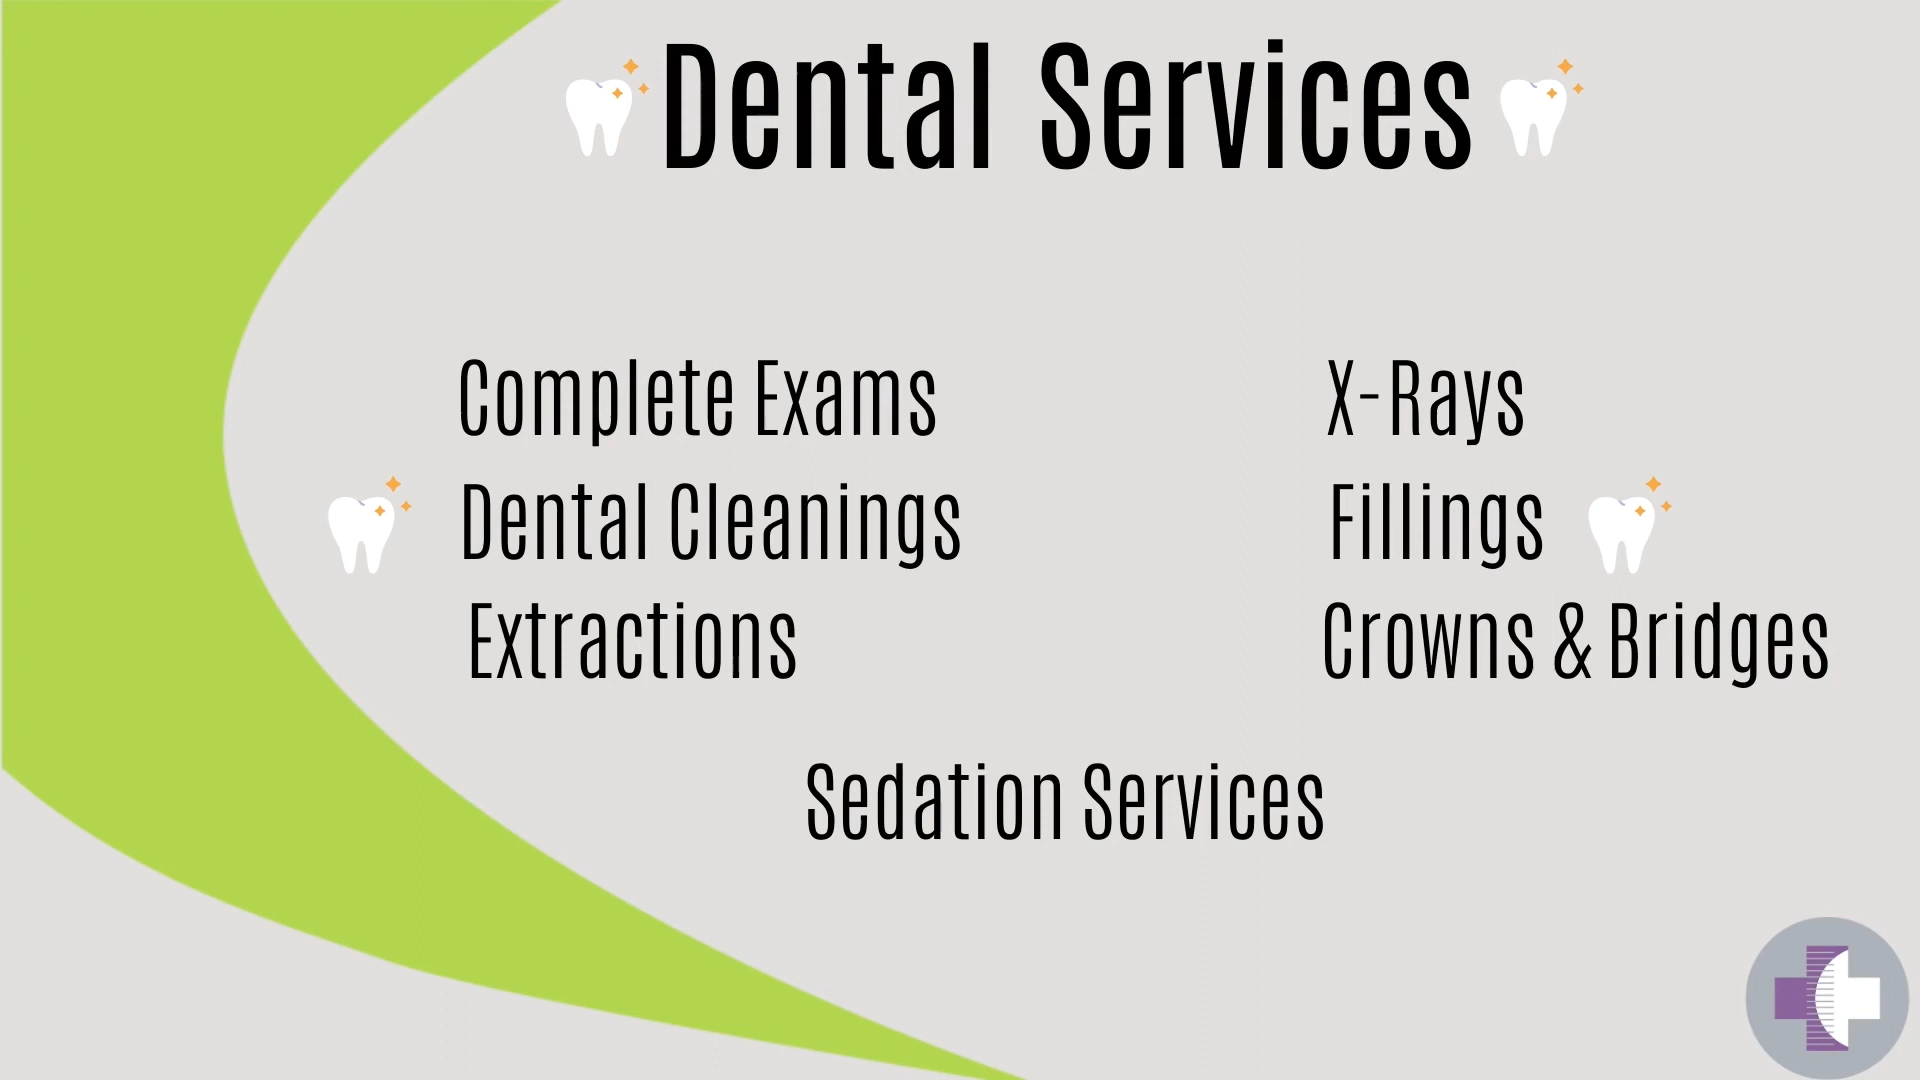 Dental Services
Complete Exams
X-Rays
Dental Cleanings
Fillings
Extractions
Crowns & Bridges
Sedation Services